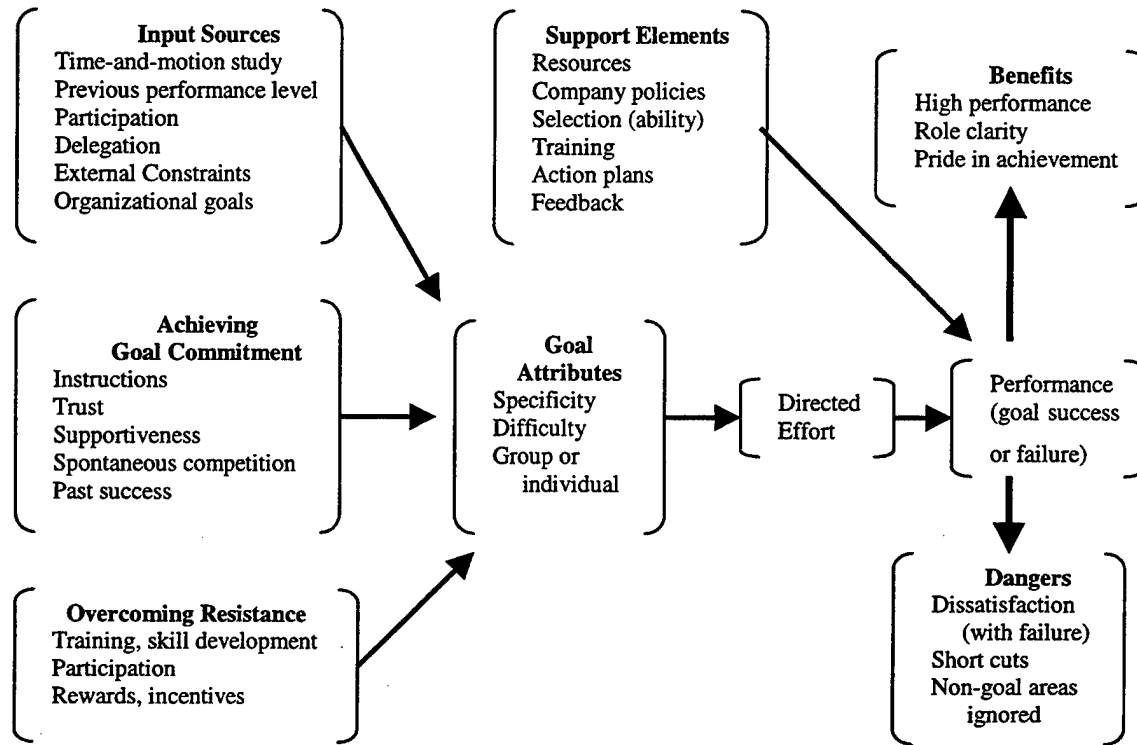 Input Sources
Time-and-motion study
Previous performance level
Participation
Delegation
External Constraints
Organizational goals
Support Elements
Resources
Company policies
Selection (ability)
Training
Action plans
Feedback
Benefits
High performance
Role clarity
Pride in achievement
Achieving
Goal Commitment
Instructions
Trust
Supportiveness
Spontaneous competition
Past success
Goal
Attributes
Specificity
Difficulty
Group or
individual
Directed
Effort
Performance
(goal success
or failure)
Overcoming Resistance
Training, skill development
Participation
Rewards, incentives
Dangers
Dissatisfaction
(with failure)
Short cuts
Non-goal areas
ignored